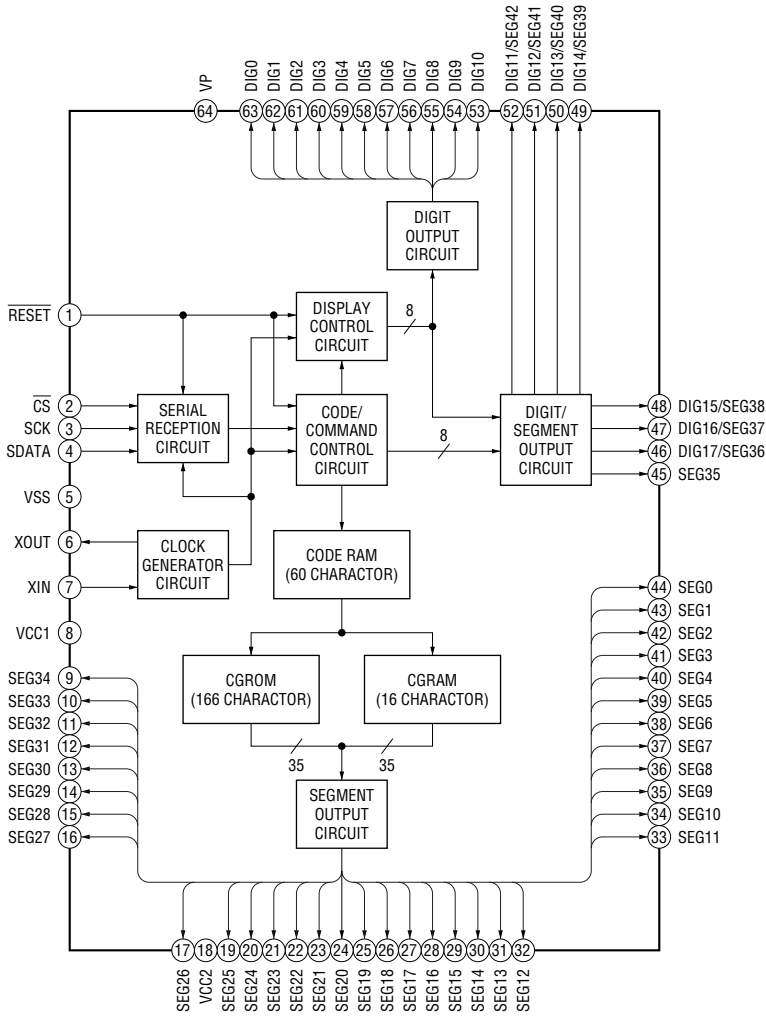 VP
DIG0
DIG1
DIG2
DIG3
DIG4
DIG5
DIG6
DIG7
DIG8
DIG9
DIG10
DIG11/SEG42
DIG12/SEG41
DIG13/SEG40
DIG14/SEG39
64
63
62
61
60
59
58
57
56
55
54
53
52
51
50
49
DIGIT
OUTPUT
CIRCUIT
RESET
1
DISPLAY
CONTROL
CIRCUIT
8
CS
2
SCK
3
SDATA
4
SERIAL
RECEPTION
CIRCUIT
CODE/
COMMAND
CONTROL
CIRCUIT
8
DIGIT/
SEGMENT
OUTPUT
CIRCUIT
48
DIG15/SEG38
47
DIG16/SEG37
46
DIG17/SEG36
45
SEG35
VSS
5
XOUT
6
XIN
7
CLOCK
GENERATOR
CIRCUIT
CODE RAM
(60 CHARACTOR)
VCC1
8
CGROM
(166 CHARACTOR)
CGRAM
(16 CHARACTOR)
35
35
SEGMENT
OUTPUT
CIRCUIT
SEG34
9
SEG33
10
SEG32
11
SEG31
12
SEG30
13
SEG29
14
SEG28
15
SEG27
16
44
SEG0
43
SEG1
42
SEG2
41
SEG3
40
SEG4
39
SEG5
38
SEG6
37
SEG7
36
SEG8
35
SEG9
34
SEG10
33
SEG11
17
18
19
20
21
22
23
24
25
26
27
28
29
30
31
32
SEG26
VCC2
SEG25
SEG24
SEG23
SEG22
SEG21
SEG20
SEG19
SEG18
SEG17
SEG16
SEG15
SEG14
SEG13
SEG12